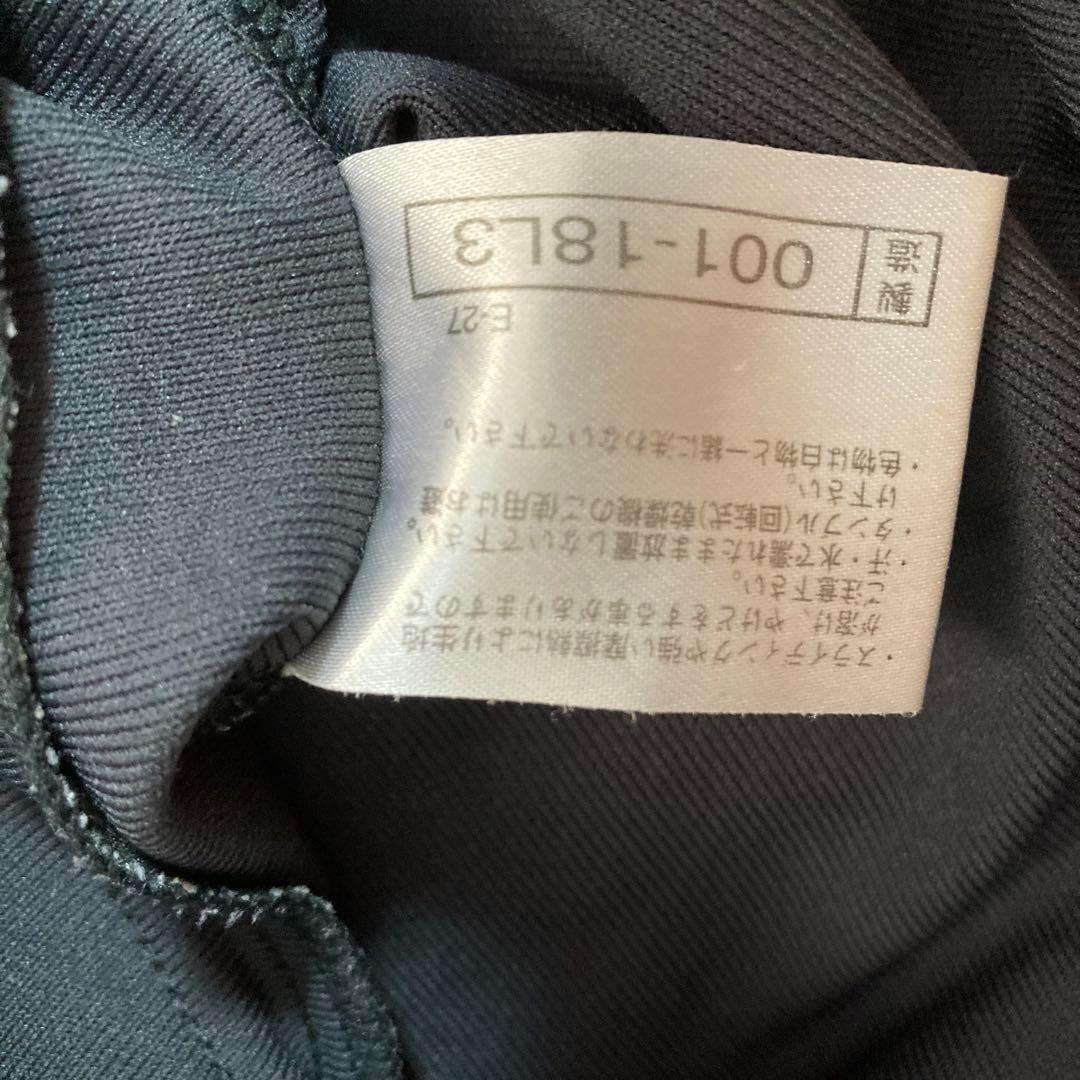 ・スライディングや強い摩擦熱により生地
が溶け、やけどをする事がありますので
ご注意下さい。
・汗・水で濡れたまま放置しないで下さい。
・タンブル(回転式)乾燥機のご使用はお避
け下さい。
・色物は白物と一緒に洗わないで下さい。
E-27
製造 001-18L3